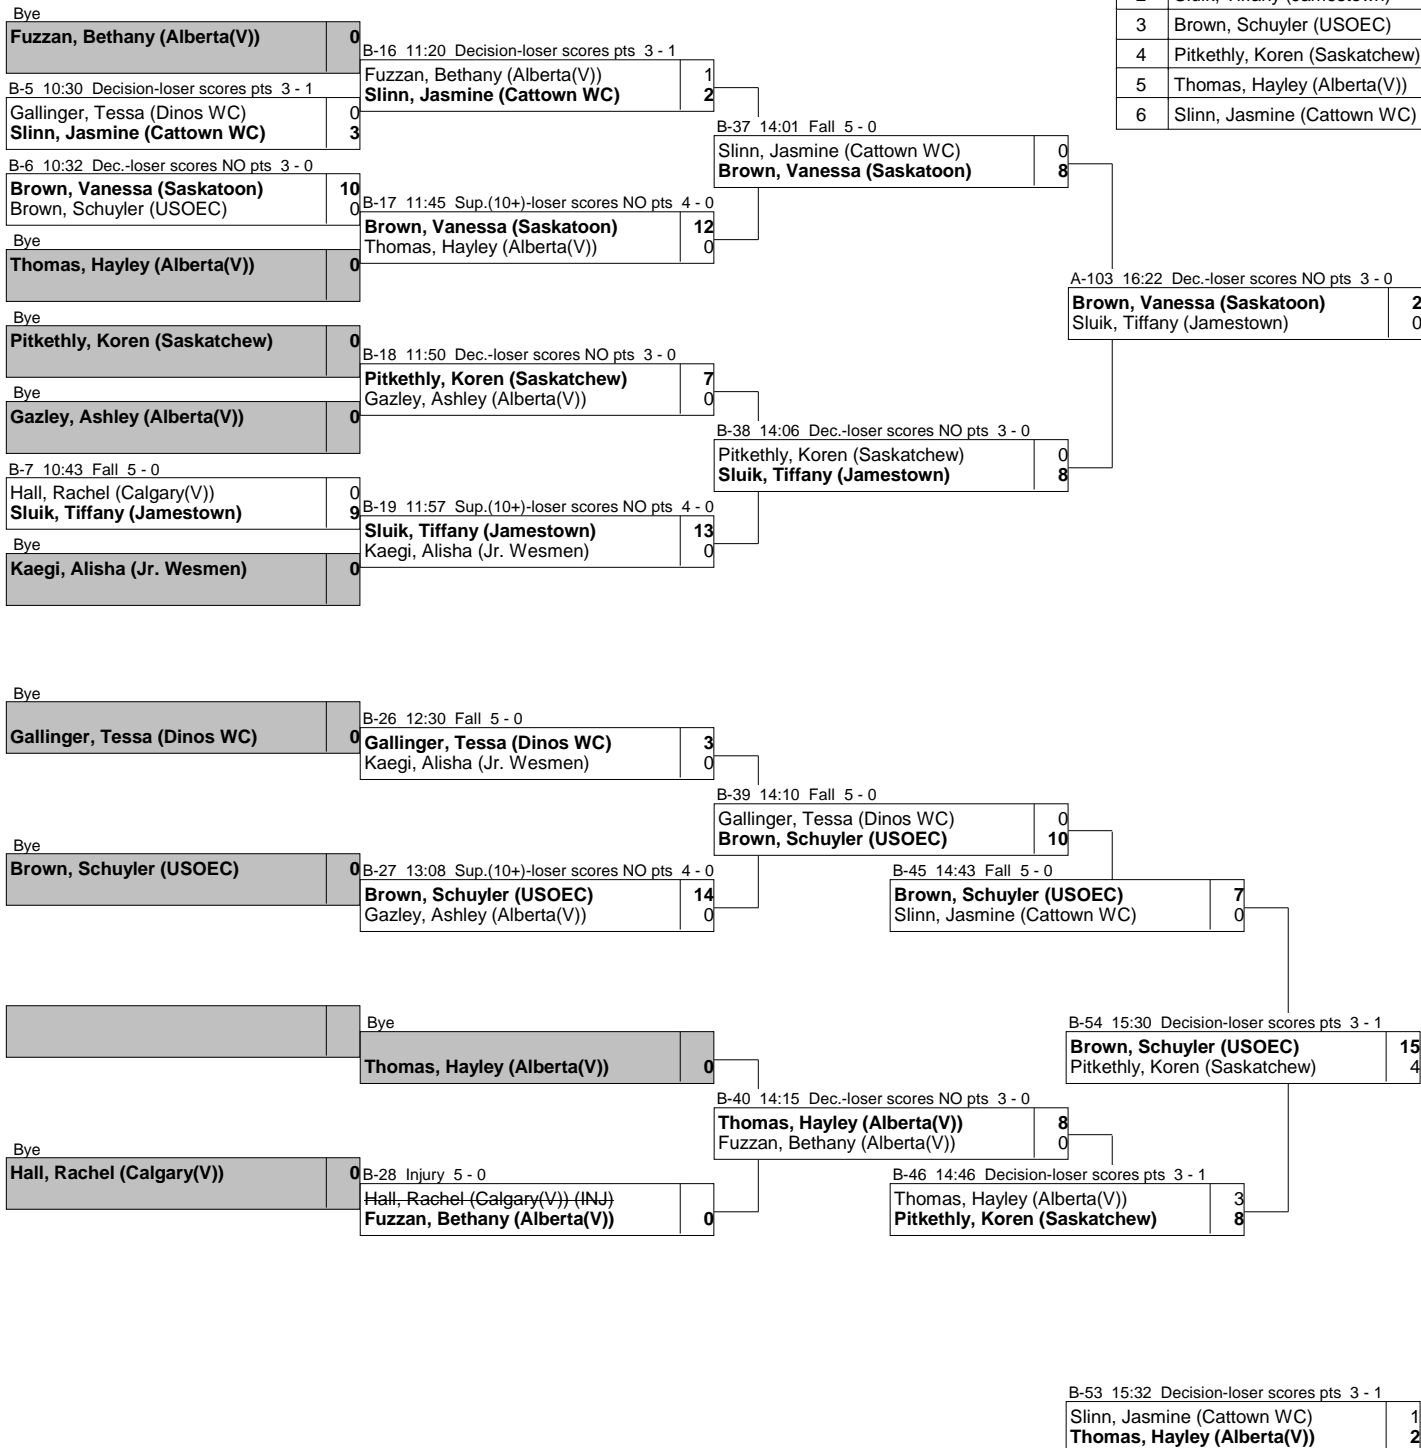 2 Sluik, Tiffany (Jamestown)
3 Brown, Schuyler (USOEC)
4 Pitkethly, Koren (Saskatchew)
5 Thomas, Hayley (Alberta(V))
6 Slinn, Jasmine (Cattown WC)
Bye
Fuzzan, Bethany (Alberta(V)) 0
B-5 10:30 Decision-loser scores pts 3 - 1
Gallinger, Tessa (Dinos WC) 0
Slinn, Jasmine (Cattown WC) 3
B-6 10:32 Dec.-loser scores NO pts 3 - 0
Brown, Vanessa (Saskatoon) 10
Brown, Schuyler (USOEC) 0
Bye
Thomas, Hayley (Alberta(V)) 0
Bye
Pitkethly, Koren (Saskatchew) 0
Bye
Gazley, Ashley (Alberta(V)) 0
B-7 10:43 Fall 5 - 0
Hall, Rachel (Calgary(V)) 0
Sluik, Tiffany (Jamestown) 9
Bye
Kaegi, Alisha (Jr. Wesmen) 0
B-16 11:20 Decision-loser scores pts 3 - 1
Fuzzan, Bethany (Alberta(V)) 1
Slinn, Jasmine (Cattown WC) 2
B-17 11:45 Sup.(10+)-loser scores NO pts 4 - 0
Brown, Vanessa (Saskatoon) 12
Thomas, Hayley (Alberta(V)) 0
B-18 11:50 Dec.-loser scores NO pts 3 - 0
Pitkethly, Koren (Saskatchew) 7
Gazley, Ashley (Alberta(V)) 0
B-19 11:57 Sup.(10+)-loser scores NO pts 4 - 0
Sluik, Tiffany (Jamestown) 13
Kaegi, Alisha (Jr. Wesmen) 0
B-37 14:01 Fall 5 - 0
Slinn, Jasmine (Cattown WC) 0
Brown, Vanessa (Saskatoon) 8
B-38 14:06 Dec.-loser scores NO pts 3 - 0
Pitkethly, Koren (Saskatchew) 0
Sluik, Tiffany (Jamestown) 8
A-103 16:22 Dec.-loser scores NO pts 3 - 0
Brown, Vanessa (Saskatoon) 2
Sluik, Tiffany (Jamestown) 0
Bye
Gallinger, Tessa (Dinos WC) 0
Bye
Brown, Schuyler (USOEC) 0
Bye
Hall, Rachel (Calgary(V)) 0
B-26 12:30 Fall 5 - 0
Gallinger, Tessa (Dinos WC) 3
Kaegi, Alisha (Jr. Wesmen) 0
B-27 13:08 Sup.(10+)-loser scores NO pts 4 - 0
Brown, Schuyler (USOEC) 14
Gazley, Ashley (Alberta(V)) 0
Bye
Thomas, Hayley (Alberta(V)) 0
B-28 Injury 5 - 0
Hall, Rachel (Calgary(V)) (INJ)
Fuzzan, Bethany (Alberta(V)) 0
B-39 14:10 Fall 5 - 0
Gallinger, Tessa (Dinos WC) 0
Brown, Schuyler (USOEC) 10
B-40 14:15 Dec.-loser scores NO pts 3 - 0
Thomas, Hayley (Alberta(V)) 8
Fuzzan, Bethany (Alberta(V)) 0
B-45 14:43 Fall 5 - 0
Brown, Schuyler (USOEC) 7
Slinn, Jasmine (Cattown WC) 0
B-46 14:46 Decision-loser scores pts 3 - 1
Thomas, Hayley (Alberta(V)) 3
Pitkethly, Koren (Saskatchew) 8
B-54 15:30 Decision-loser scores pts 3 - 1
Brown, Schuyler (USOEC) 15
Pitkethly, Koren (Saskatchew) 4
B-53 15:32 Decision-loser scores pts 3 - 1
Slinn, Jasmine (Cattown WC) 1
Thomas, Hayley (Alberta(V)) 2